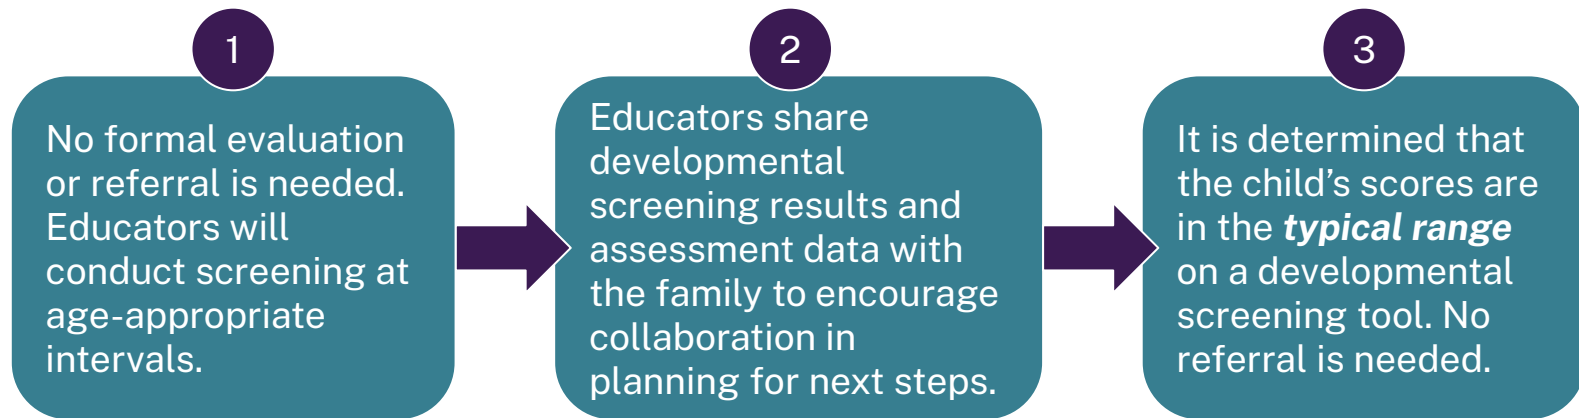 1
No formal evaluation
or referral is needed.
Educators will
conduct screening at
age-appropriate
intervals.
2
Educators share
developmental
screening results and
assessment data with
the family to encourage
collaboration in
planning for next steps.
3
It is determined that
the child’s scores are
in the typical range
on a developmental
screening tool. No
referral is needed.